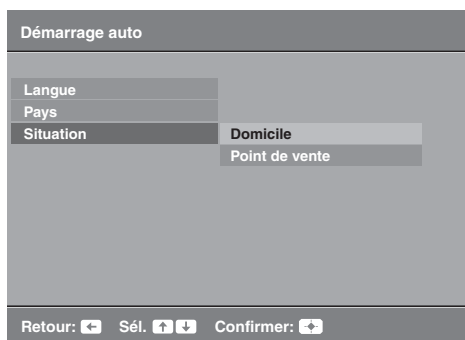 Démarrage auto
Langue
Pays
Situation Domicile
Point de vente
Retour: Sél. Confirmer: